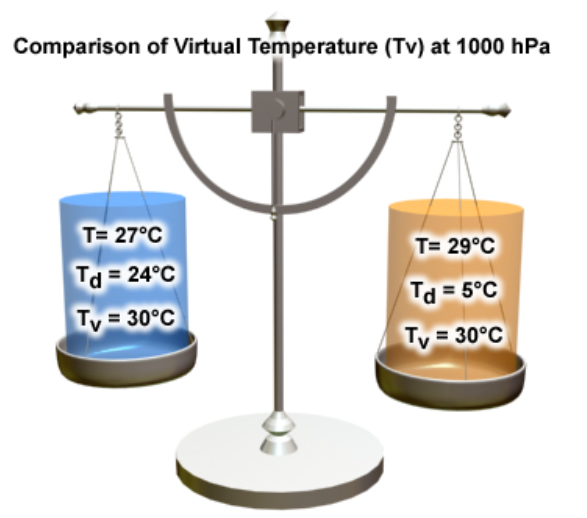 Comparison of Virtual Temperature (Tv) at 1000 hPa
T= 27°C
Td = 24°C
Tv = 30°C
T= 29°C
Td = 5°C
Tv = 30°C